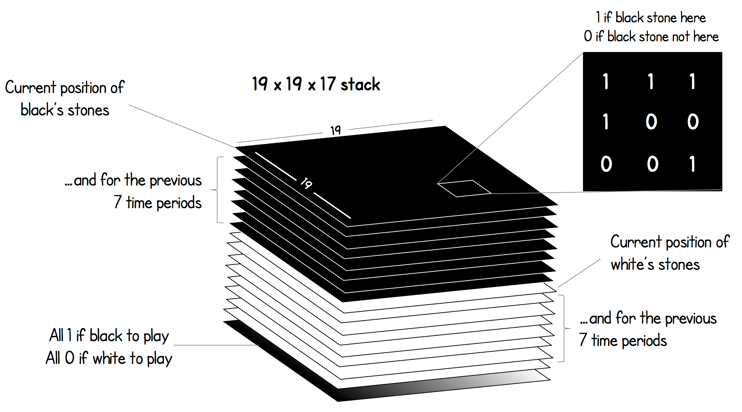 1 if black stone here
0 if black stone not here
1 1 1
1 0 0
0 0 1
19 x 19 x 17 stack
Current position of
black's stones
19
19
...and for the previous
7 time periods
Current position of
white's stones
...and for the previous
7 time periods
All 1 if black to play
All 0 if white to play